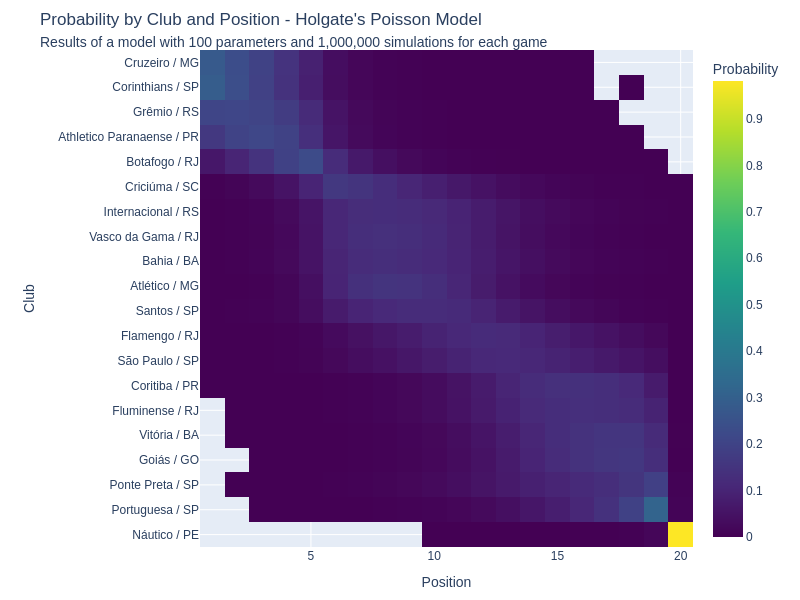 Probability by Club and Position - Holgate's Poisson Model
Results of a model with 100 parameters and 1,000,000 simulations for each game
Cruzeiro / MG
Corinthians / SP
Grêmio / RS
Athletico Paranaense / PR
Botafogo / RJ
Criciúma / SC
Internacional / RS
Vasco da Gama / RJ
Bahia / BA
Atlético / MG
Santos / SP
Flamengo / RJ
São Paulo / SP
Coritiba / PR
Fluminense / RJ
Vitória / BA
Goiás / GO
Ponte Preta / SP
Portuguesa / SP
Náutico / PE
Club
5
10
15
20
Position
Probability
0.9
0.8
0.7
0.6
0.5
0.4
0.3
0.2
0.1
0